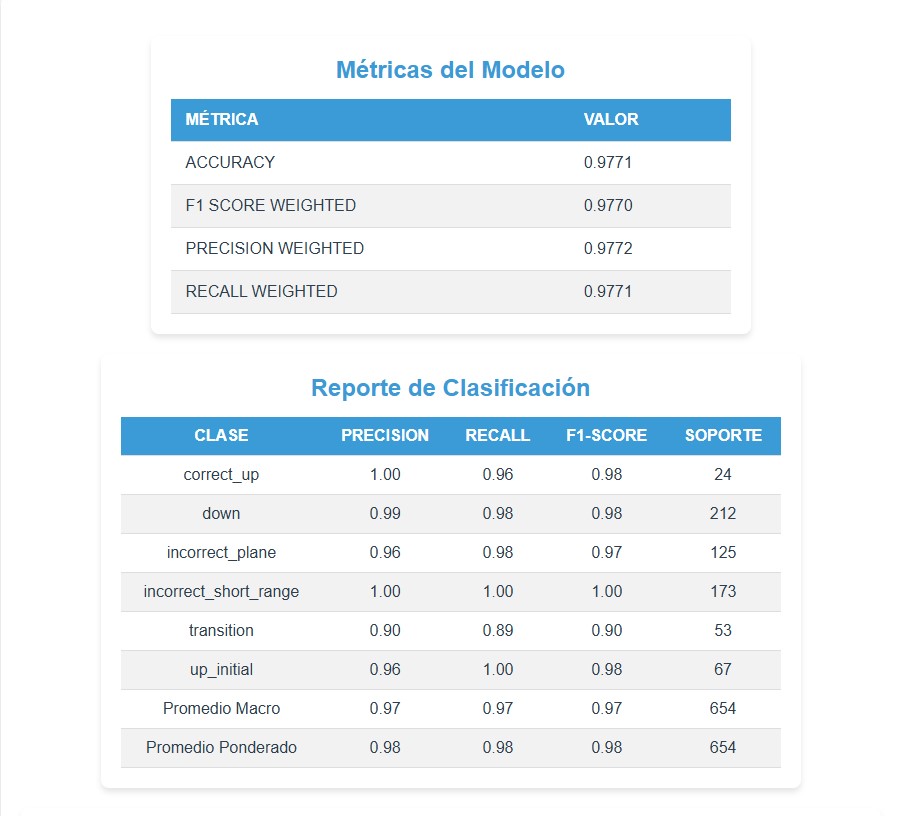 Métricas del Modelo
MÉTRICA VALOR
ACCURACY 0.9771
F1 SCORE WEIGHTED 0.9770
PRECISION WEIGHTED 0.9772
RECALL WEIGHTED 0.9771
Reporte de Clasificación
CLASE PRECISION RECALL F1-SCORE SOPORTE
correct_up 1.00 0.96 0.98 24
down 0.99 0.98 0.98 212
incorrect_plane 0.96 0.98 0.97 125
incorrect_short_range 1.00 1.00 1.00 173
transition 0.90 0.89 0.90 53
up_initial 0.96 1.00 0.98 67
Promedio Macro 0.97 0.97 0.97 654
Promedio Ponderado 0.98 0.98 0.98 654